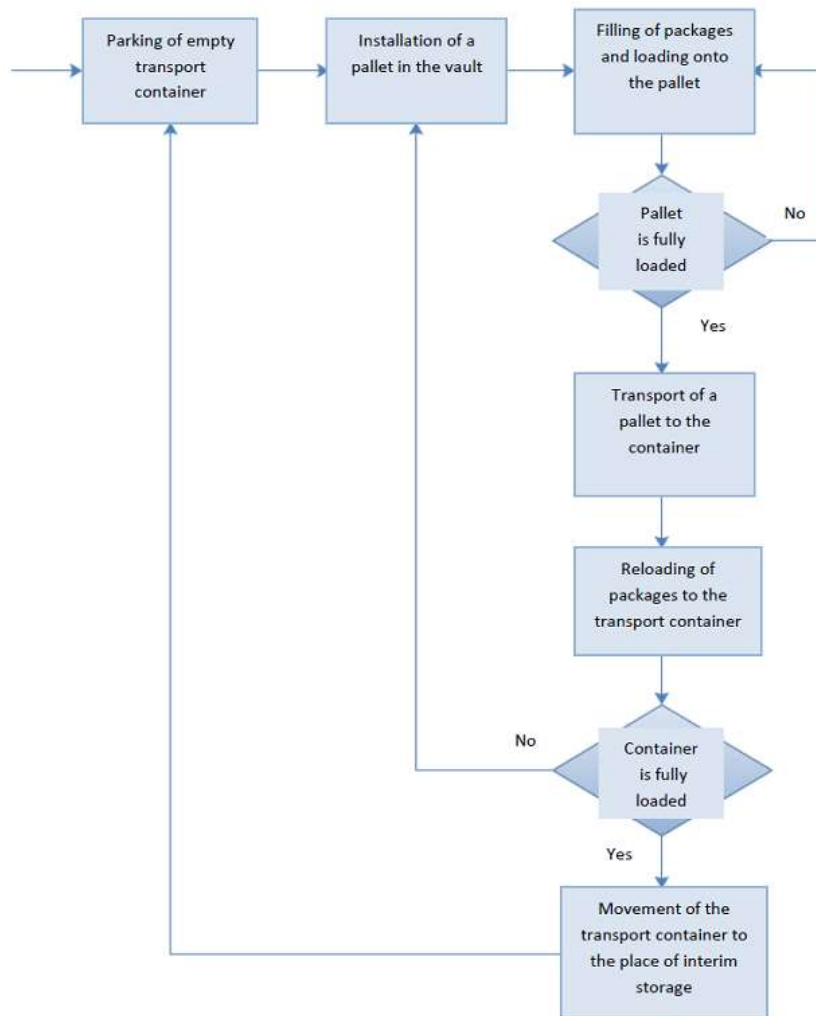 Parking of empty
transport
container
Installation of a
pallet in the vault
Filling of packages
and loading onto
the pallet
Pallet
is fully
loaded
No
Yes
Transport of a
pallet to the
container
Reloading of
packages to the
transport container
No
Container
is fully
loaded
Yes
Movement of the
transport container to
the place of interim
storage